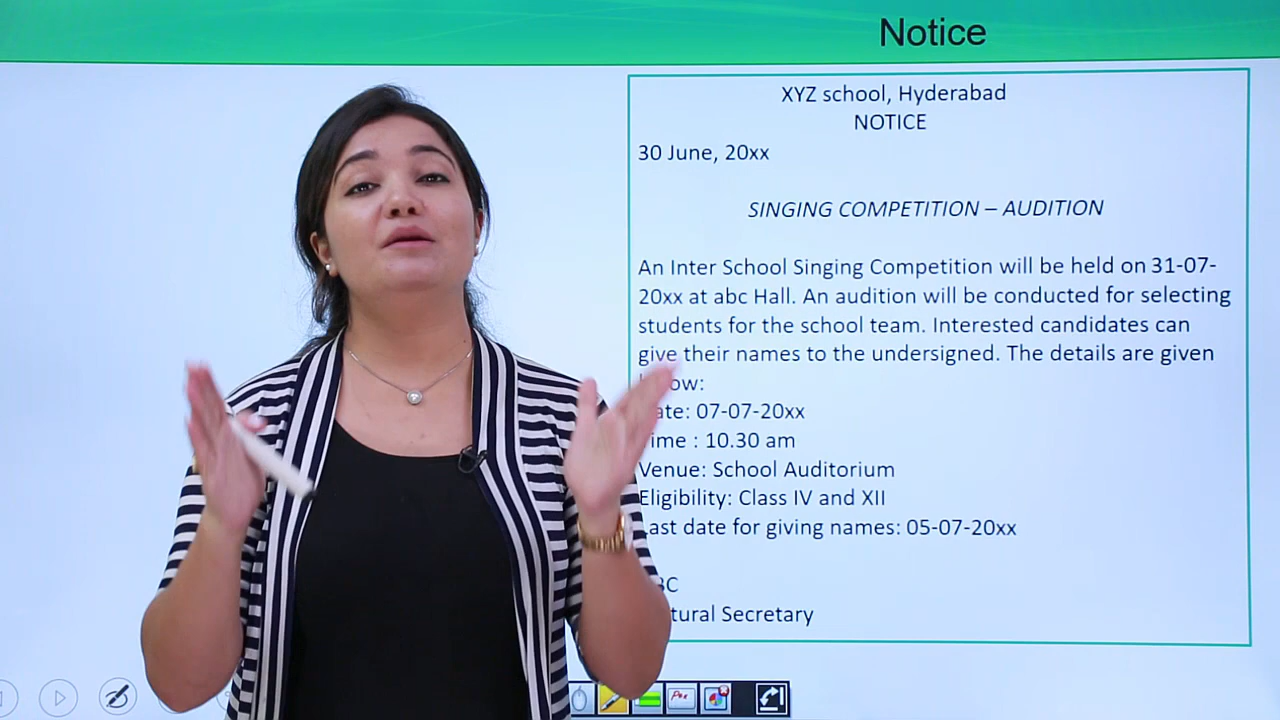 Notice
XYZ school, Hyderabad
NOTICE
30 June, 20xx
SINGING COMPETITION – AUDITION
An Inter School Singing Competition will be held on 31-07-
20xx at abc Hall. An audition will be conducted for selecting
students for the school team. Interested candidates can
give their names to the undersigned. The details are given
: 07-07-20xx
: 10.30 am
Venue: School Auditorium
Eligibility: Class IV and XII
Last date for giving names: 05-07-20xx
Secretary